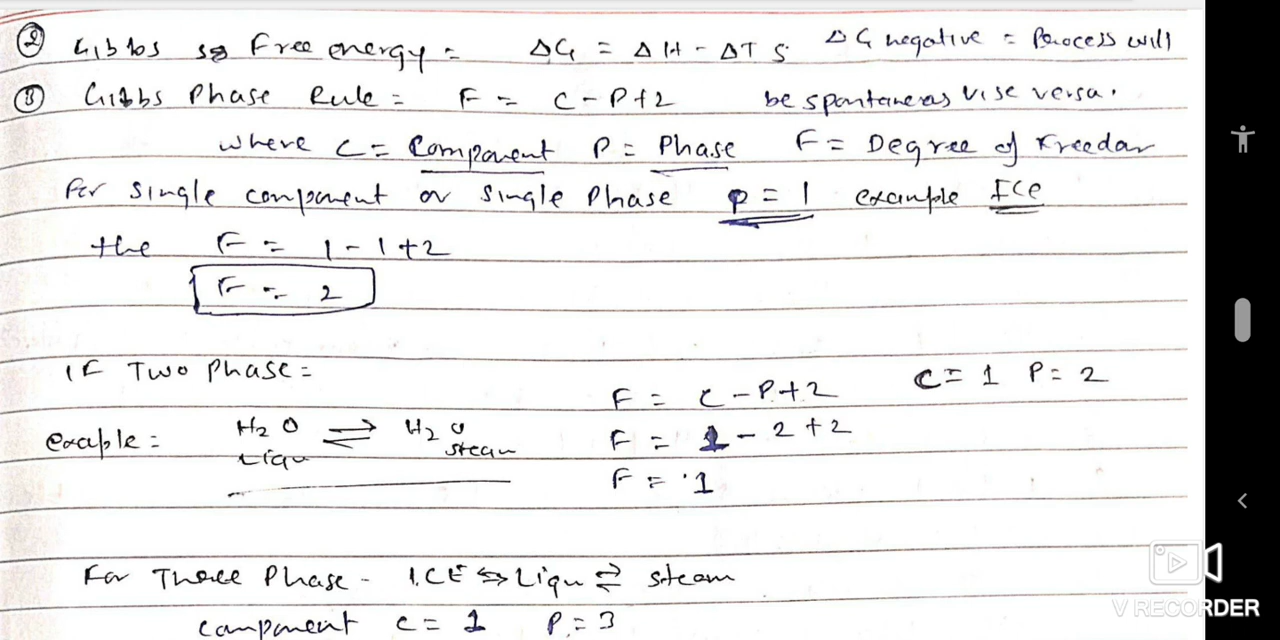 ② Gibbs Free energy = ΔG = ΔH - ΔTS ΔG negative = Process will
③ Gibbs Phase Rule = F = C - P + 2 be spontaneous vise versa.
where C = Component P = Phase F = Degree of Freedom
For single component or single Phase P = 1 example ICe
the F = 1 - 1 + 2
F = 2
IF Two Phase =
C = 1 P = 2
F = C - P + 2
exaple = H2O Liqu ⇌ H2O steam
F = 1 - 2 + 2
F = 1
For Three Phase - ICE ⇌ Liqu ⇌ steam
Component C = 1 P = 3
V RECORDER